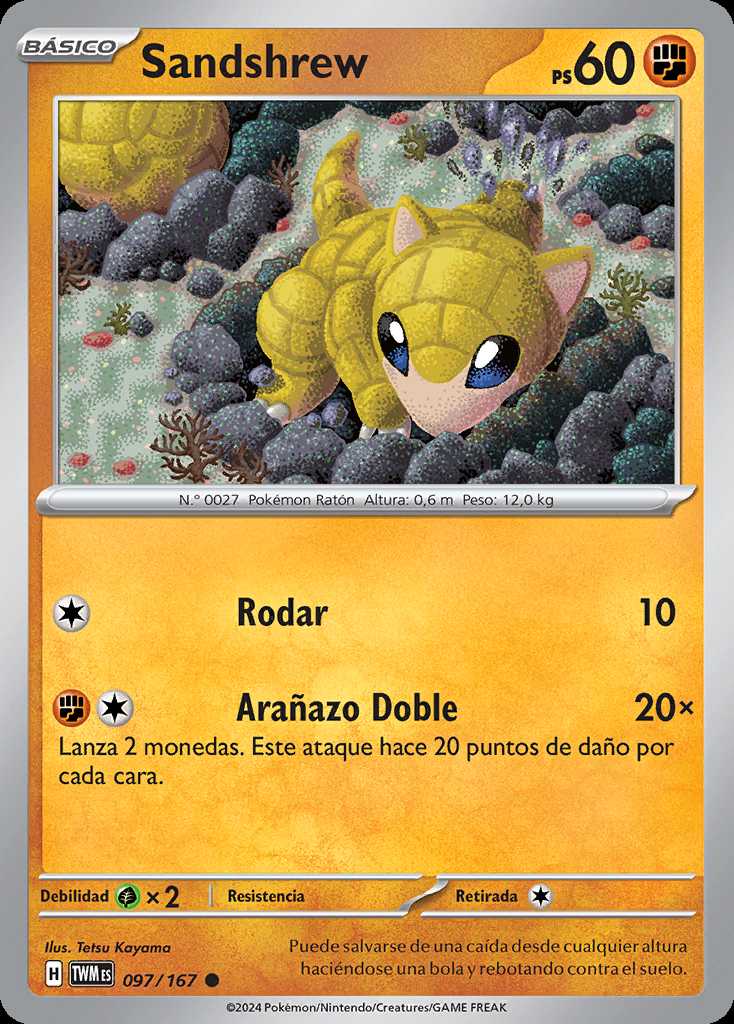 BÁSICO
Sandshrew
PS60
N.º 0027 Pokémon Ratón Altura: 0,6 m Peso: 12,0 kg
Rodar 10
Arañazo Doble 20×
Lanza 2 monedas. Este ataque hace 20 puntos de daño por
cada cara.
Debilidad ×2 Resistencia Retirada
Ilus. Tetsu Kayama
Puede salvarse de una caída desde cualquier altura
haciéndose una bola y rebotando contra el suelo.
H TWM ES 097/167
©2024 Pokémon/Nintendo/Creatures/GAME FREAK